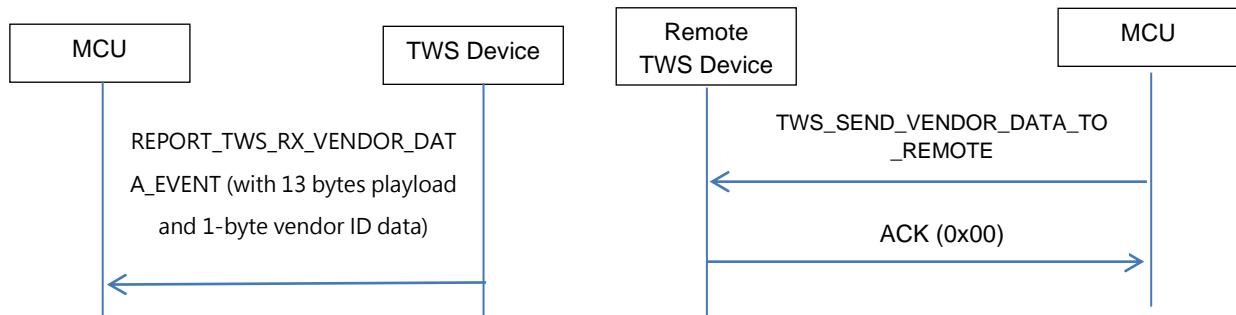 MCU
TWS Device
REPORT_TWS_RX_VENDOR_DAT
A_EVENT (with 13 bytes playload
and 1-byte vendor ID data)
Remote
TWS Device
MCU
TWS_SEND_VENDOR_DATA_TO
_REMOTE
ACK (0x00)